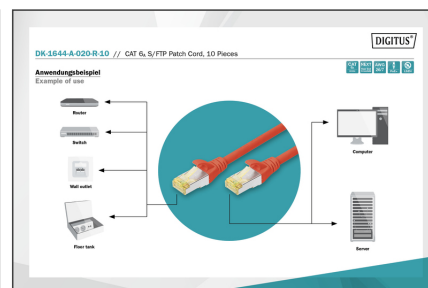 DIGITUS®
DK-1644-A-020-R-10 // CAT 6A S/FTP Patch Cord, 10 Pieces
Anwendungsbeispiel
Example of use
Router
Switch
Wall outlet
Floor tank
Computer
Server